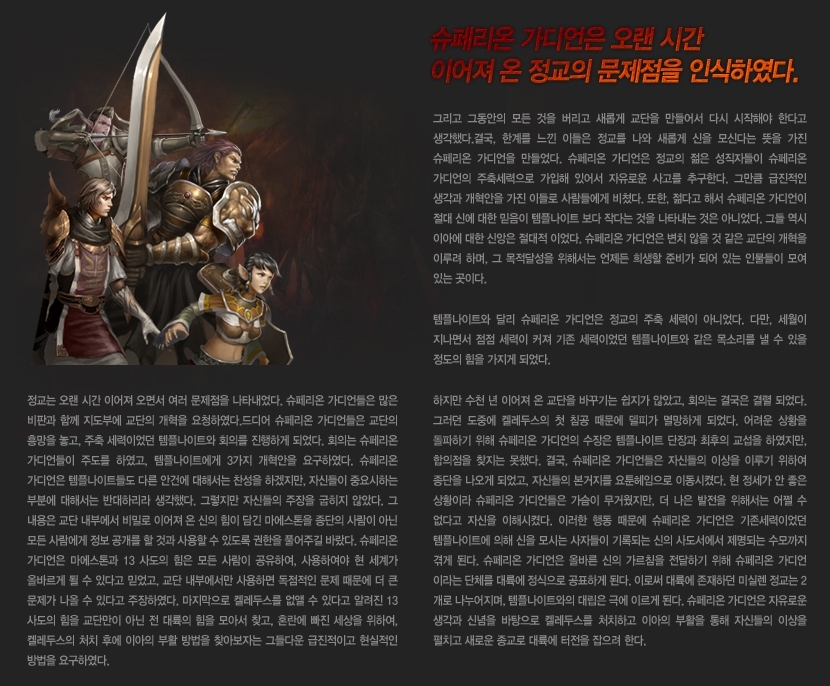 슈페리온 가디언은 오랜 시간
이어져 온 정교의 문제점을 인식하였다.
그리고 그동안의 모든 것을 버리고 새롭게 교단을 만들어서 다시 시작해야 한다고
생각했다.결국, 한계를 느낀 이들은 정교를 나와 새롭게 신을 모신다는 뜻을 가진
슈페리온 가디언을 만들었다. 슈페리온 가디언은 정교의 젊은 성직자들이 슈페리온
가디언의 주축세력으로 가입해 있어서 자유로운 사고를 추구한다. 그만큼 급진적인
생각과 개혁안을 가진 이들로 사람들에게 비쳤다. 또한, 젊다고 해서 슈페리온 가디언이
절대 신에 대한 믿음이 템플나이트 보다 작다는 것을 나타내는 것은 아니었다. 그들 역시
이아에 대한 신앙은 절대적 이었다. 슈페리온 가디언은 변치 않을 것 같은 교단의 개혁을
이루려 하며, 그 목적달성을 위해서는 언제든 희생할 준비가 되어 있는 인물들이 모여
있는 곳이다.
템플나이트와 달리 슈페리온 가디언은 정교의 주축 세력이 아니었다. 다만, 세월이
지나면서 점점 세력이 커져 기존 세력이었던 템플나이트와 같은 목소리를 낼 수 있을
정도의 힘을 가지게 되었다.
정교는 오랜 시간 이어져 오면서 여러 문제점을 나타내었다. 슈페리온 가디언들은 많은
비판과 함께 지도부에 교단의 개혁을 요청하였다.드디어 슈페리온 가디언들은 교단의
흥망을 놓고, 주축 세력이었던 템플나이트와 회의를 진행하게 되었다. 회의는 슈페리온
가디언들이 주도를 하였고, 템플나이트에게 3가지 개혁안을 요구하였다. 슈페리온
가디언은 템플나이트들도 다른 안건에 대해서는 찬성을 하겠지만, 자신들이 중요시하는
부분에 대해서는 반대하리라 생각했다. 그렇지만 자신들의 주장을 굽히지 않았다. 그
내용은 교단 내부에서 비밀로 이어져 온 신의 힘이 담긴 마에스톤을 종단의 사람이 아닌
모든 사람에게 정보 공개를 할 것과 사용할 수 있도록 권한을 풀어주길 바랐다. 슈페리온
가디언은 마에스톤과 13 사도의 힘은 모든 사람이 공유하여, 사용하여야 현 세계가
올바르게 될 수 있다고 믿었고, 교단 내부에서만 사용하면 독점적인 문제 때문에 더 큰
문제가 나올 수 있다고 주장하였다. 마지막으로 켈레두스를 없앨 수 있다고 알려진 13
사도의 힘을 교단만이 아닌 전 대륙의 힘을 모아서 찾고, 혼란에 빠진 세상을 위하여,
켈레두스의 처치 후에 이아의 부활 방법을 찾아보자는 그들다운 급진적이고 현실적인
방법을 요구하였다.
하지만 수천 년 이어져 온 교단을 바꾸기는 쉽지가 않았고, 회의는 결국은 결렬 되었다.
그러던 도중에 켈레두스의 첫 침공 때문에 델피가 멸망하게 되었다. 어려운 상황을
돌파하기 위해 슈페리온 가디언의 수장은 템플나이트 단장과 최후의 교섭을 하였지만,
합의점을 찾지는 못했다. 결국, 슈페리온 가디언들은 자신들의 이상을 이루기 위하여
종단을 나오게 되었고, 자신들의 본거지를 요툰헤임으로 이동시켰다. 현 정세가 안 좋은
상황이라 슈페리온 가디언들은 가슴이 무거웠지만, 더 나은 발전을 위해서는 어쩔 수
없다고 자신을 이해시켰다. 이러한 행동 때문에 슈페리온 가디언은 기존세력이었던
템플나이트에 의해 신을 모시는 사자들이 기록되는 신의 사도서에서 제명되는 수모까지
겪게 된다. 슈페리온 가디언은 올바른 신의 가르침을 전달하기 위해 슈페리온 가디언
이라는 단체를 대륙에 정식으로 공표하게 된다. 이로써 대륙에 존재하던 미실렌 정교는 2
개로 나누어지며, 템플나이트와의 대립은 극에 이르게 된다. 슈페리온 가디언은 자유로운
생각과 신념을 바탕으로 켈레두스를 처치하고 이아의 부활을 통해 자신들의 이상을
펼치고 새로운 종교로 대륙에 터전을 잡으려 한다.